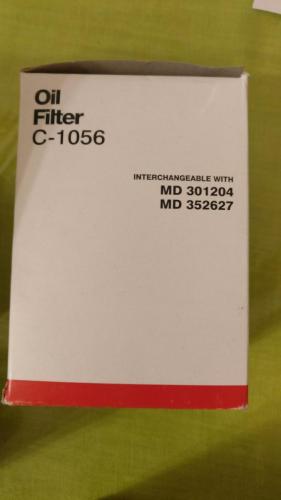 Oil
Filter
C-1056
INTERCHANGEABLE WITH
MD 301204
MD 352627